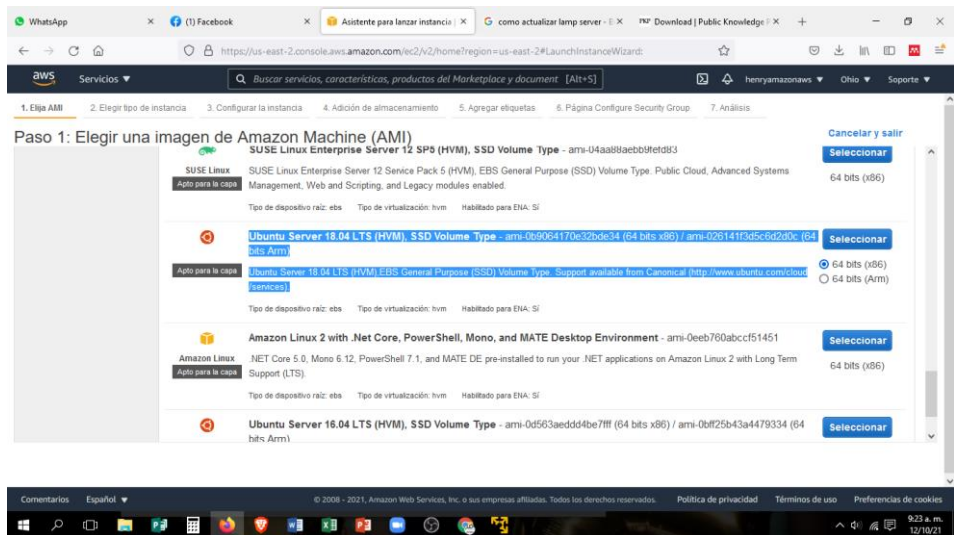 WhatsApp
(1) Facebook
Asistente para lanzar instancia |
como actualizar lamp server -
Download | Public Knowledge
https://us-east-2.console.aws.amazon.com/ec2/v2/home?region=us-east-2#LaunchInstanceWizard:
aws Servicios Buscar servicios, características, productos del Marketplace y document [Alt+S] henryamazonaws Ohio Soporte
1. Elija AMI 2. Elegir tipo de instancia 3. Configurar la instancia 4. Adición de almacenamiento 5. Agregar etiquetas 6. Página Configure Security Group 7. Análisis
Paso 1: Elegir una imagen de Amazon Machine (AMI) Cancelar y salir
SUSE Linux Enterprise Server 12 SP5 (HVM), SSD Volume Type - ami-04aa88aebb9fefd83 Seleccionar
SUSE Linux SUSE Linux Enterprise Server 12 Service Pack 5 (HVM), EBS General Purpose (SSD) Volume Type. Public Cloud, Advanced Systems 64 bits (x86)
Apto para la capa Management, Web and Scripting, and Legacy modules enabled.
Tipo de dispositivo raíz: ebs Tipo de virtualización: hvm Habilitado para ENA: Sí
Ubuntu Server 18.04 LTS (HVM), SSD Volume Type - ami-0b9064170e32bde34 (64 bits x86) / ami-026141f3d5c6d2d0c (64 Seleccionar
bits Arm)
64 bits (x86)
Apto para la capa Ubuntu Server 18.04 LTS (HVM),EBS General Purpose (SSD) Volume Type. Support available from Canonical (http://www.ubuntu.com/cloud 64 bits (Arm)
/services).
Tipo de dispositivo raíz: ebs Tipo de virtualización: hvm Habilitado para ENA: Sí
Amazon Linux 2 with .Net Core, PowerShell, Mono, and MATE Desktop Environment - ami-0eeb760abccf51451 Seleccionar
Amazon Linux .NET Core 5.0, Mono 6.12, PowerShell 7.1, and MATE DE pre-installed to run your .NET applications on Amazon Linux 2 with Long Term 64 bits (x86)
Apto para la capa Support (LTS).
Tipo de dispositivo raíz: ebs Tipo de virtualización: hvm Habilitado para ENA: Sí
Ubuntu Server 16.04 LTS (HVM), SSD Volume Type - ami-0d563aeddd4be7fff (64 bits x86) / ami-0bff25b43a4479334 (64 Seleccionar
bits Arm)
Comentarios Español © 2008 - 2021, Amazon Web Services, Inc. o sus empresas afiliadas. Todos los derechos reservados. Política de privacidad Términos de uso Preferencias de cookies
9:23 a. m.
12/10/21